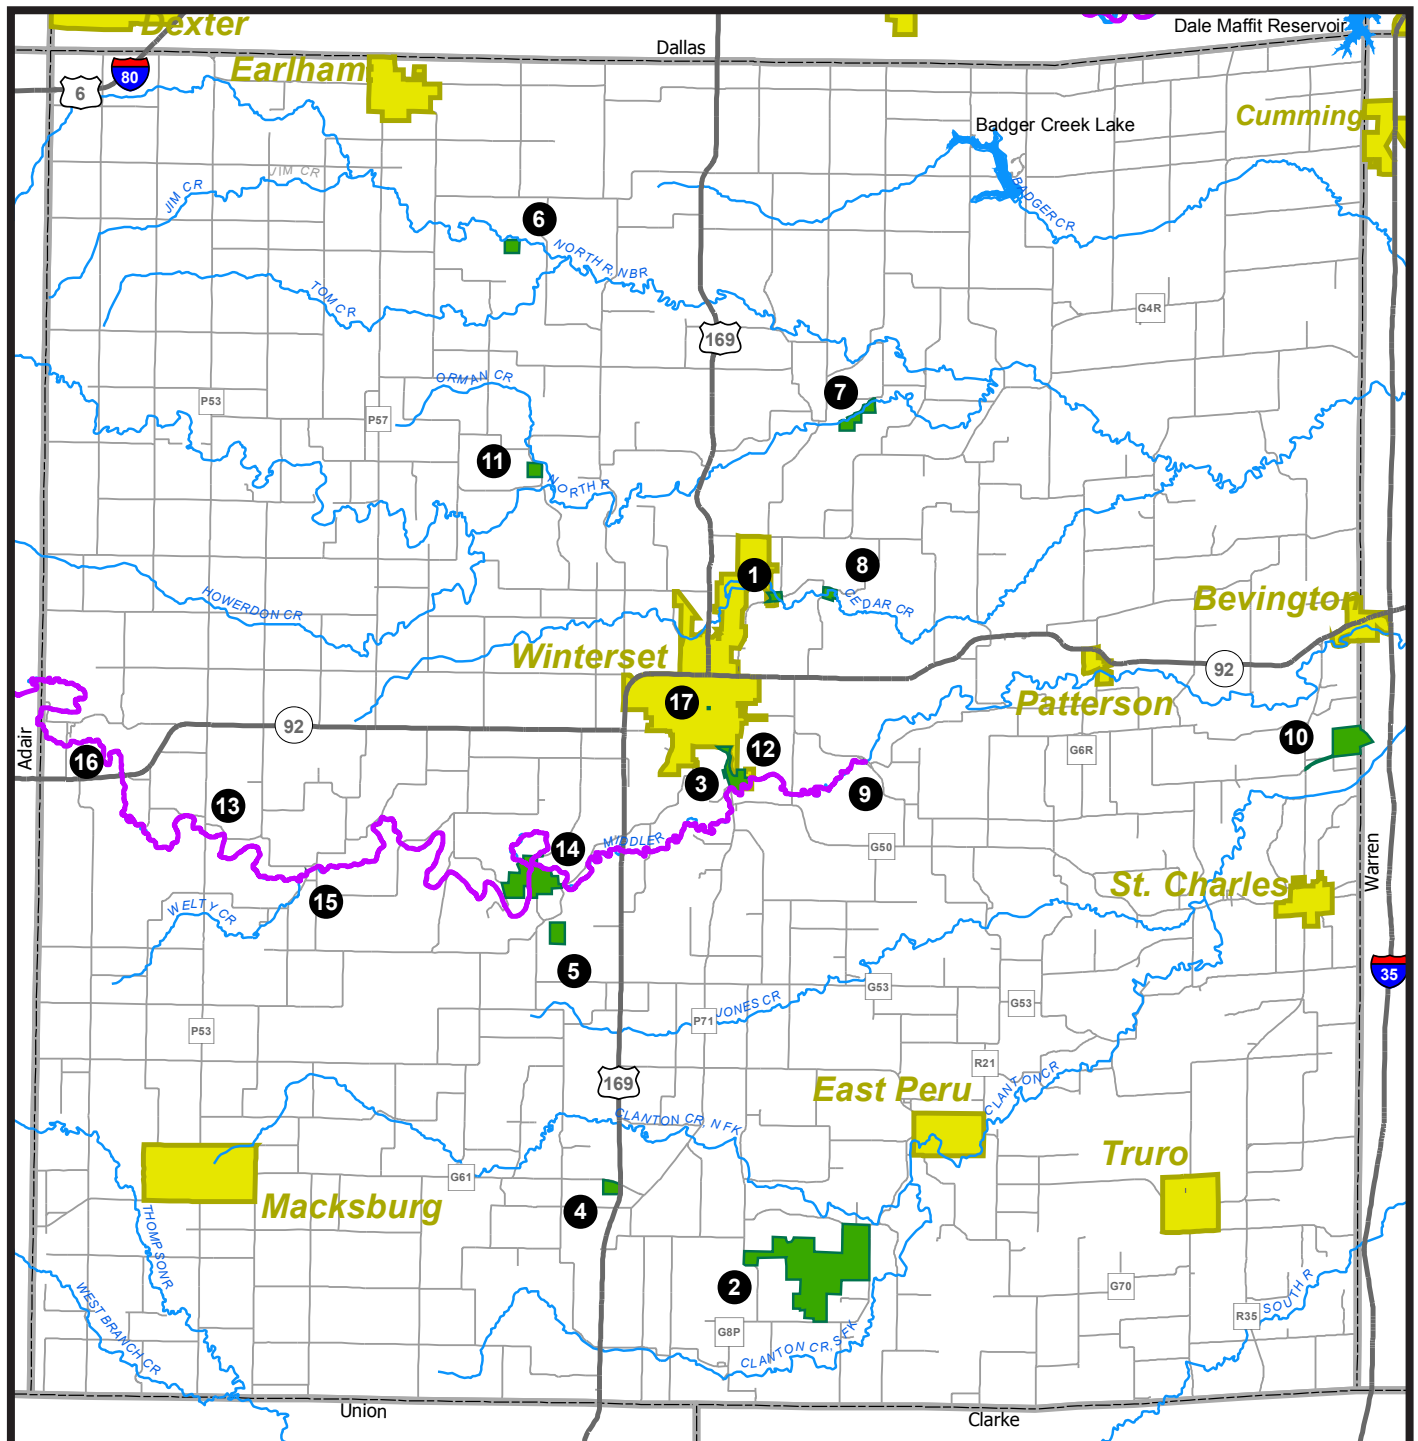 Dexter
Dale Maffit Reservoir
Dallas
80
6
Earlham
Cumming
Badger Creek Lake
JIM CR
JIM CR
BADGER CR
6
NORTH R, NBR
TOM CR
G4R
169
ORMAN CR
7
P53
P57
11
NORTH R
1
8
CEDAR CR
HOWERDON CR
Bevington
Winterset
92
Patterson
17
92
10
Adair
12
G6R
16
3
9
13
MIDDLE R
14
G50
Warren
St. Charles
15
WELTY CR
5
35
G53
G53
JONES CR
P71
P53
R21
169
East Peru
CLANTON CR
CLANTON CR, N FK
Truro
G61
Macksburg
4
THOMPSON R
2
G70
SOUTH R
WEST BRANCH CR
R35
G8P
CLANTON CR, S FK
Union
Clarke